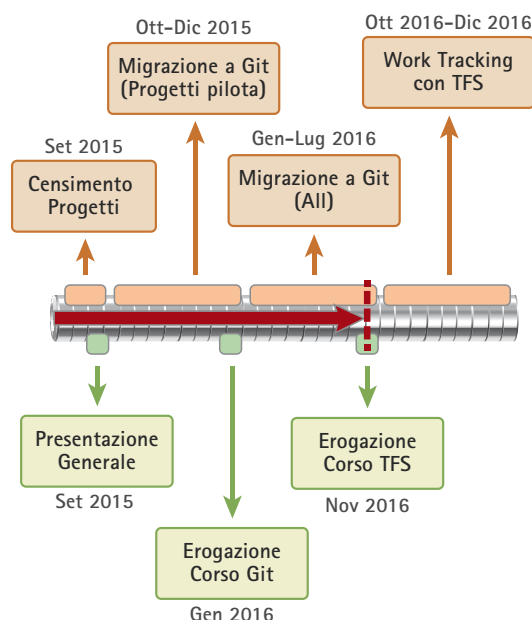 Ott-Dic 2015
Migrazione a Git
(Progetti pilota)
Ott 2016-Dic 2016
Work Tracking
con TFS
Set 2015
Censimento
Progetti
Gen-Lug 2016
Migrazione a Git
(All)
Presentazione
Generale
Set 2015
Erogazione
Corso Git
Gen 2016
Erogazione
Corso TFS
Nov 2016